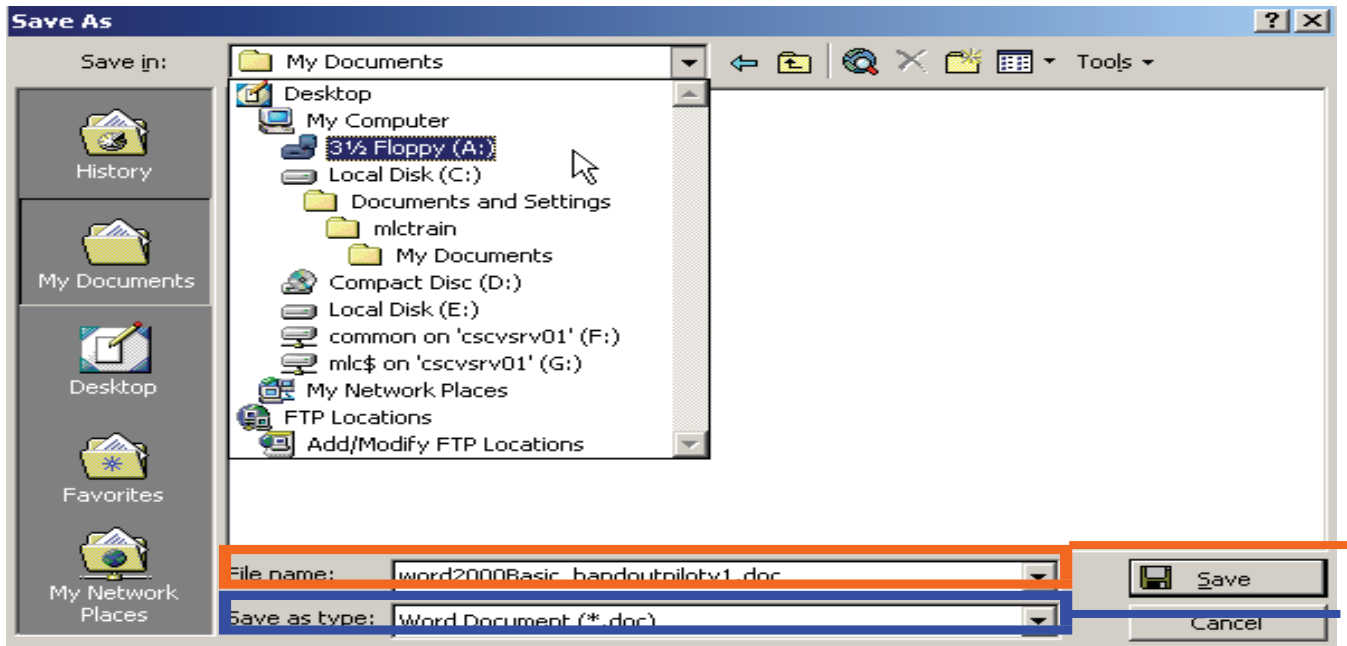 Save As
Save in:
My Documents
Tools
Desktop
My Computer
3½ Floppy (A:)
Local Disk (C:)
Documents and Settings
mlctrain
My Documents
Compact Disc (D:)
Local Disk (E:)
common on 'cscvsrv01' (F:)
mlc$ on 'cscvsrv01' (G:)
My Network Places
FTP Locations
Add/Modify FTP Locations
History
My Documents
Desktop
Favorites
My Network
Places
File name:
word2000Basic_handoutpilotv1.doc
Save
Save as type:
Word Document (*.doc)
Cancel